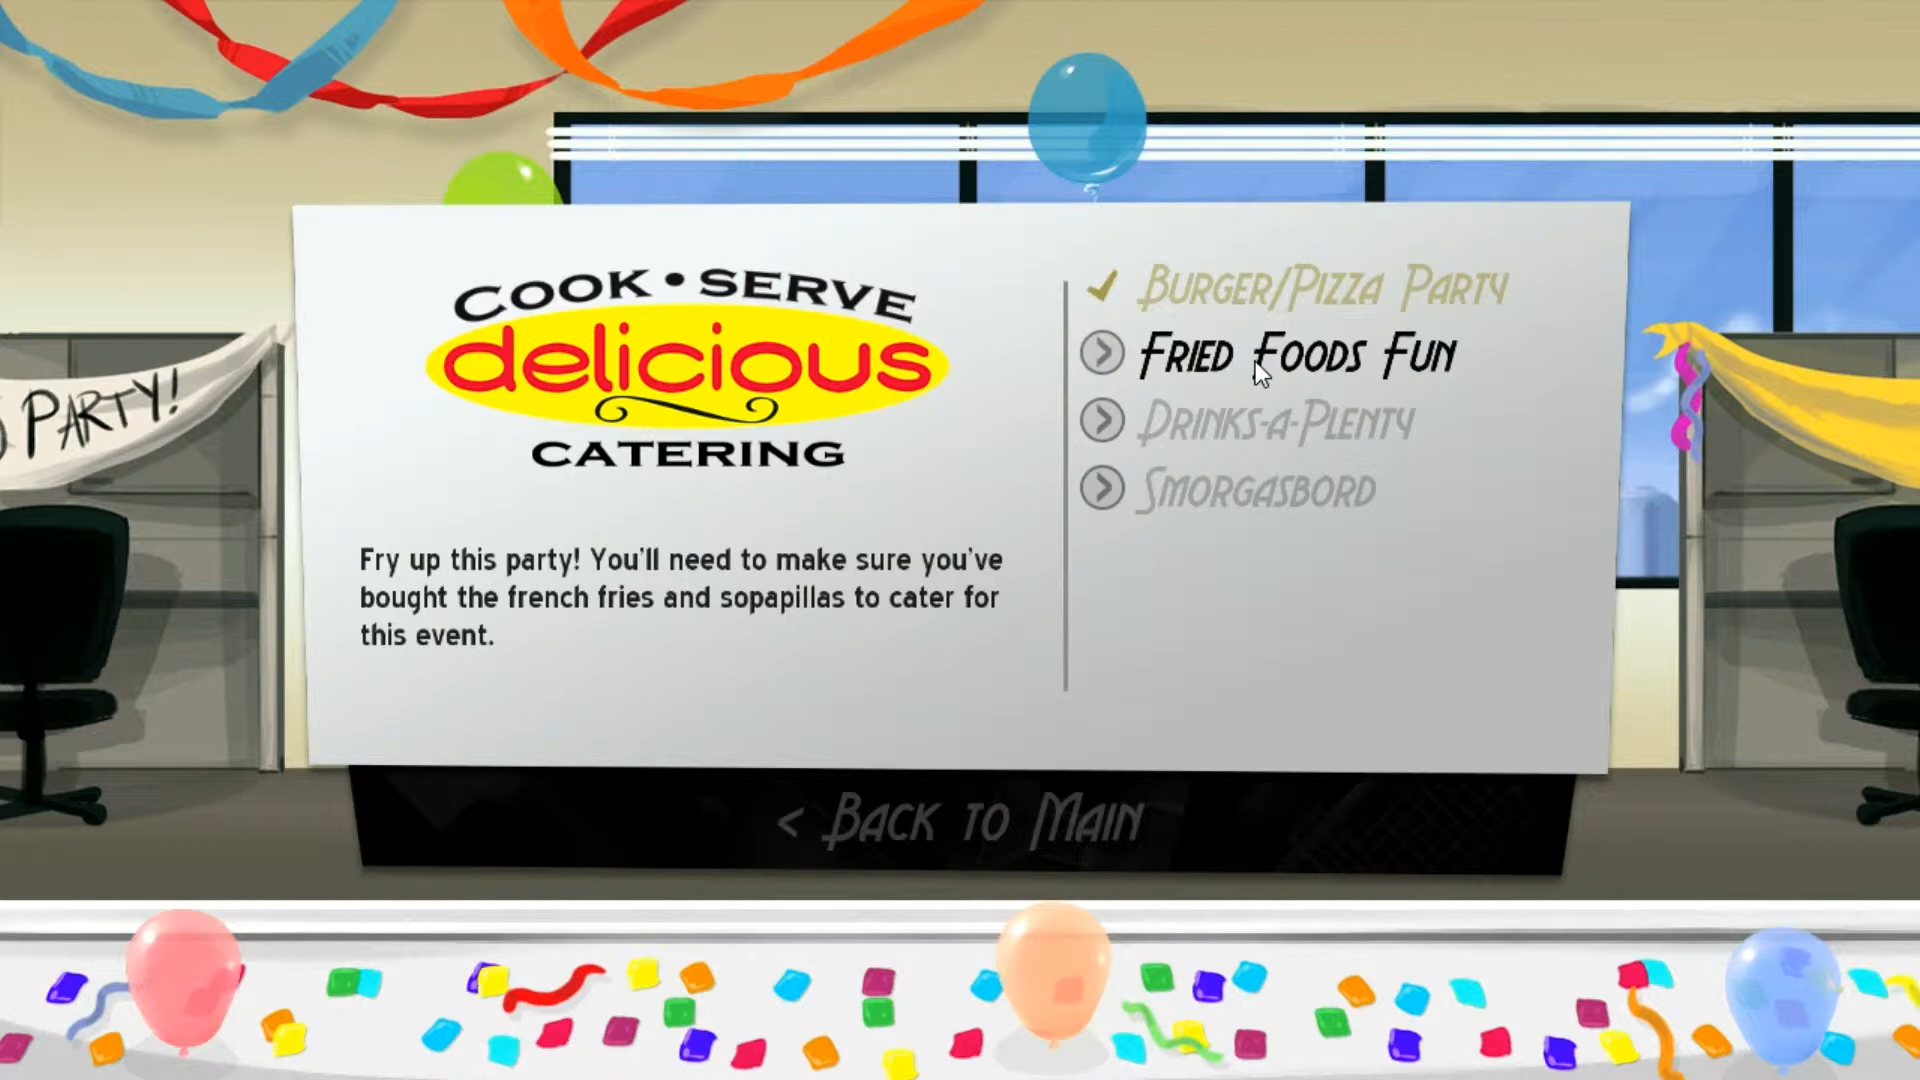 PARTY!
COOK • SERVE
delicious
CATERING
Fry up this party! You'll need to make sure you've
bought the french fries and sopapillas to cater for
this event.
BURGER/PIZZA PARTY
FRIED FOODS FUN
DRINKS-A-PLENTY
SMORGASBORD
< BACK TO MAIN